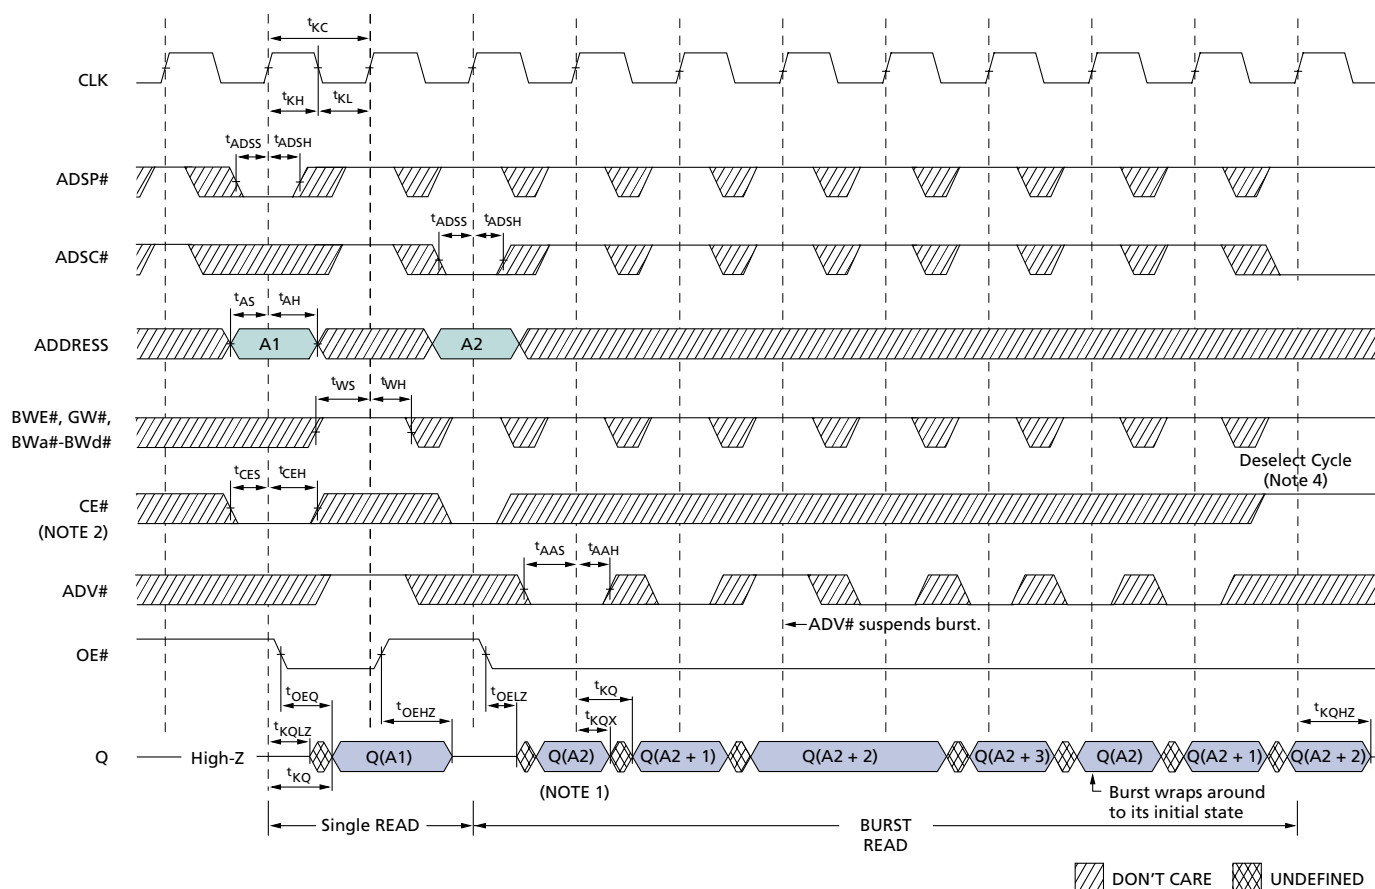 tKC
CLK
tKH
tKL
tADSS
tADSH
ADSP#
tADSS
tADSH
ADSC#
tAS
tAH
ADDRESS
A1
A2
tWS
tWH
BWE#, GW#,
BWa#-BWd#
Deselect Cycle
(Note 4)
tCES
tCEH
CE#
(NOTE 2)
tAAS
tAAH
ADV#
ADV# suspends burst.
OE#
tOEQ
tOEHZ
tOELZ
tKQ
tKQX
tKQLZ
tKQHZ
Q
High-Z
Q(A1)
Q(A2)
Q(A2 + 1)
Q(A2 + 2)
Q(A2 + 3)
Q(A2)
Q(A2 + 1)
Q(A2 + 2)
tKQ
(NOTE 1)
Burst wraps around
to its initial state
Single READ
BURST
READ
DON'T CARE
UNDEFINED